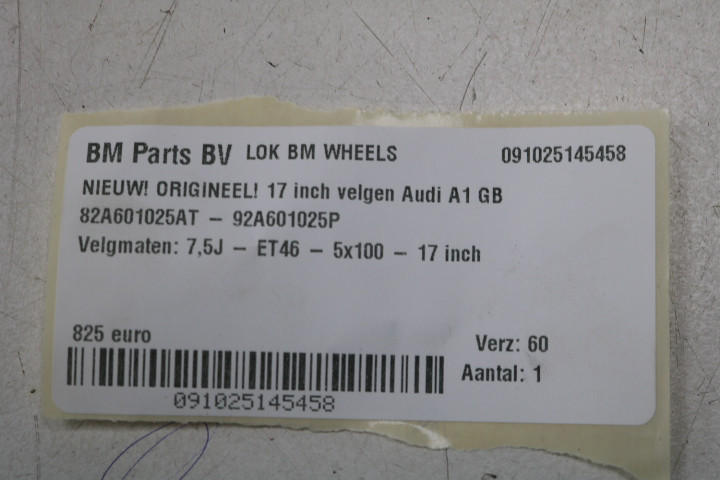 BM Parts BV LOK BM WHEELS 091025145458
NIEUW! ORIGINEEL! 17 inch velgen Audi A1 GB
82A601025AT – 92A601025P
Velgmaten: 7,5J – ET46 – 5x100 – 17 inch
825 euro
Verz: 60
Aantal: 1
091025145458